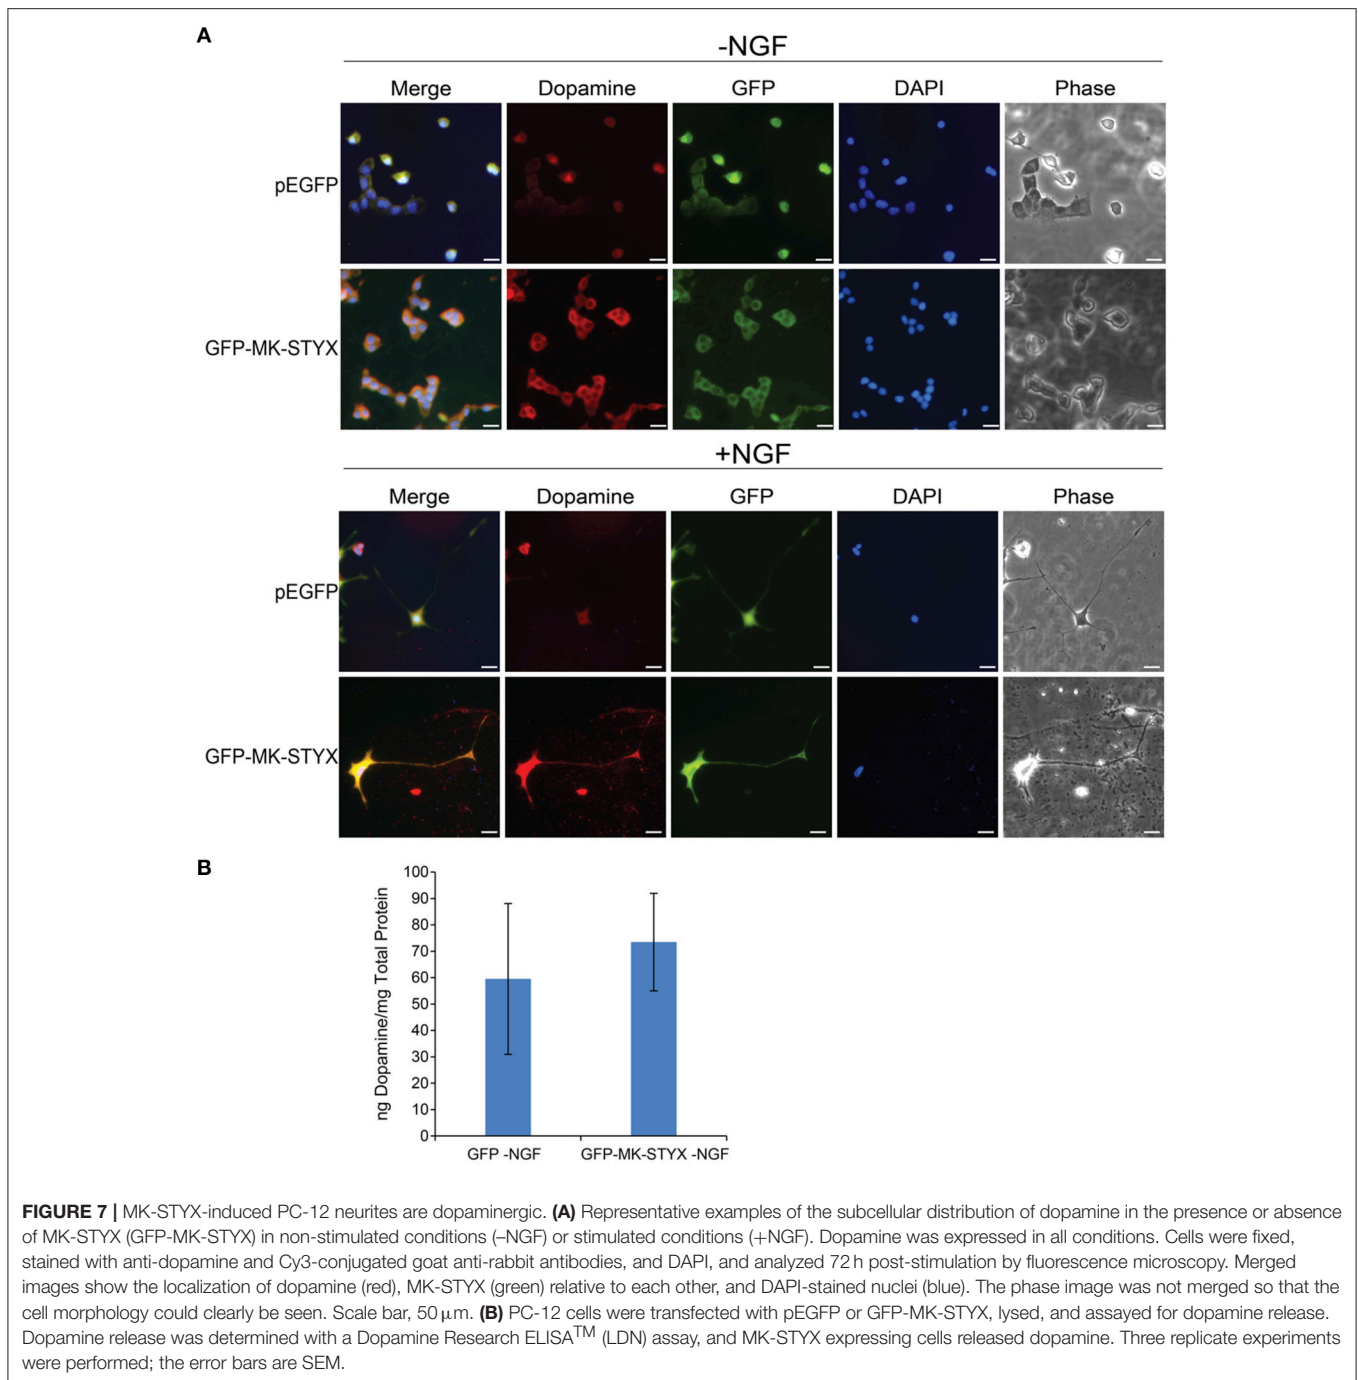 A
-NGF
Merge Dopamine GFP DAPI Phase
pEGFP
GFP-MK-STYX
+NGF
Merge Dopamine GFP DAPI Phase
pEGFP
GFP-MK-STYX
B
ng Dopamine/mg Total Protein
100
90
80
70
60
50
40
30
20
10
0
GFP -NGF GFP-MK-STYX -NGF
FIGURE 7 | MK-STYX-induced PC-12 neurites are dopaminergic. (A) Representative examples of the subcellular distribution of dopamine in the presence or absence
of MK-STYX (GFP-MK-STYX) in non-stimulated conditions (–NGF) or stimulated conditions (+NGF). Dopamine was expressed in all conditions. Cells were fixed,
stained with anti-dopamine and Cy3-conjugated goat anti-rabbit antibodies, and DAPI, and analyzed 72 h post-stimulation by fluorescence microscopy. Merged
images show the localization of dopamine (red), MK-STYX (green) relative to each other, and DAPI-stained nuclei (blue). The phase image was not merged so that the
cell morphology could clearly be seen. Scale bar, 50 μm. (B) PC-12 cells were transfected with pEGFP or GFP-MK-STYX, lysed, and assayed for dopamine release.
Dopamine release was determined with a Dopamine Research ELISA™ (LDN) assay, and MK-STYX expressing cells released dopamine. Three replicate experiments
were performed; the error bars are SEM.